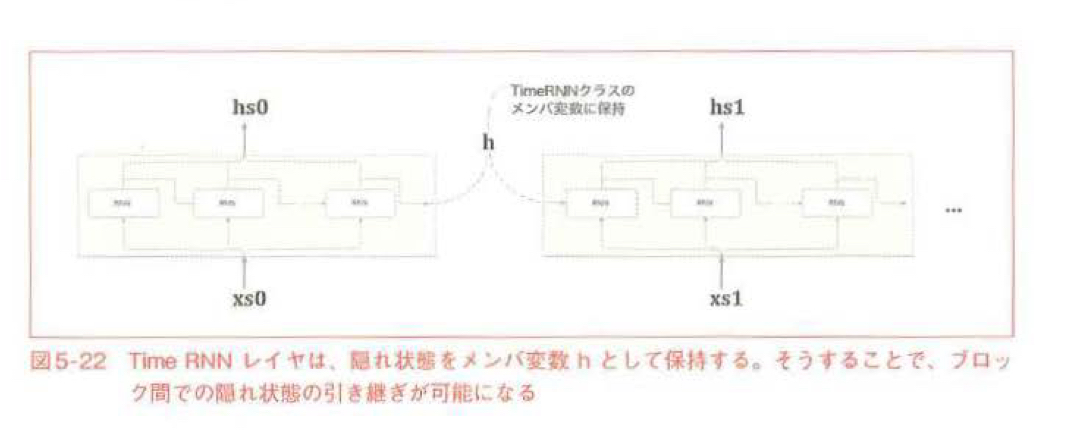 TimeRNNクラスの
メンバ変数に保持
hs0
hs1
h
RNN
RNN
RNN
RNN
RNN
RNN
...
xs0
xs1
図5-22 Time RNN レイヤは、隠れ状態をメンバ変数 h として保持する。そうすることで、ブロッ
ク間での隠れ状態の引き継ぎが可能になる